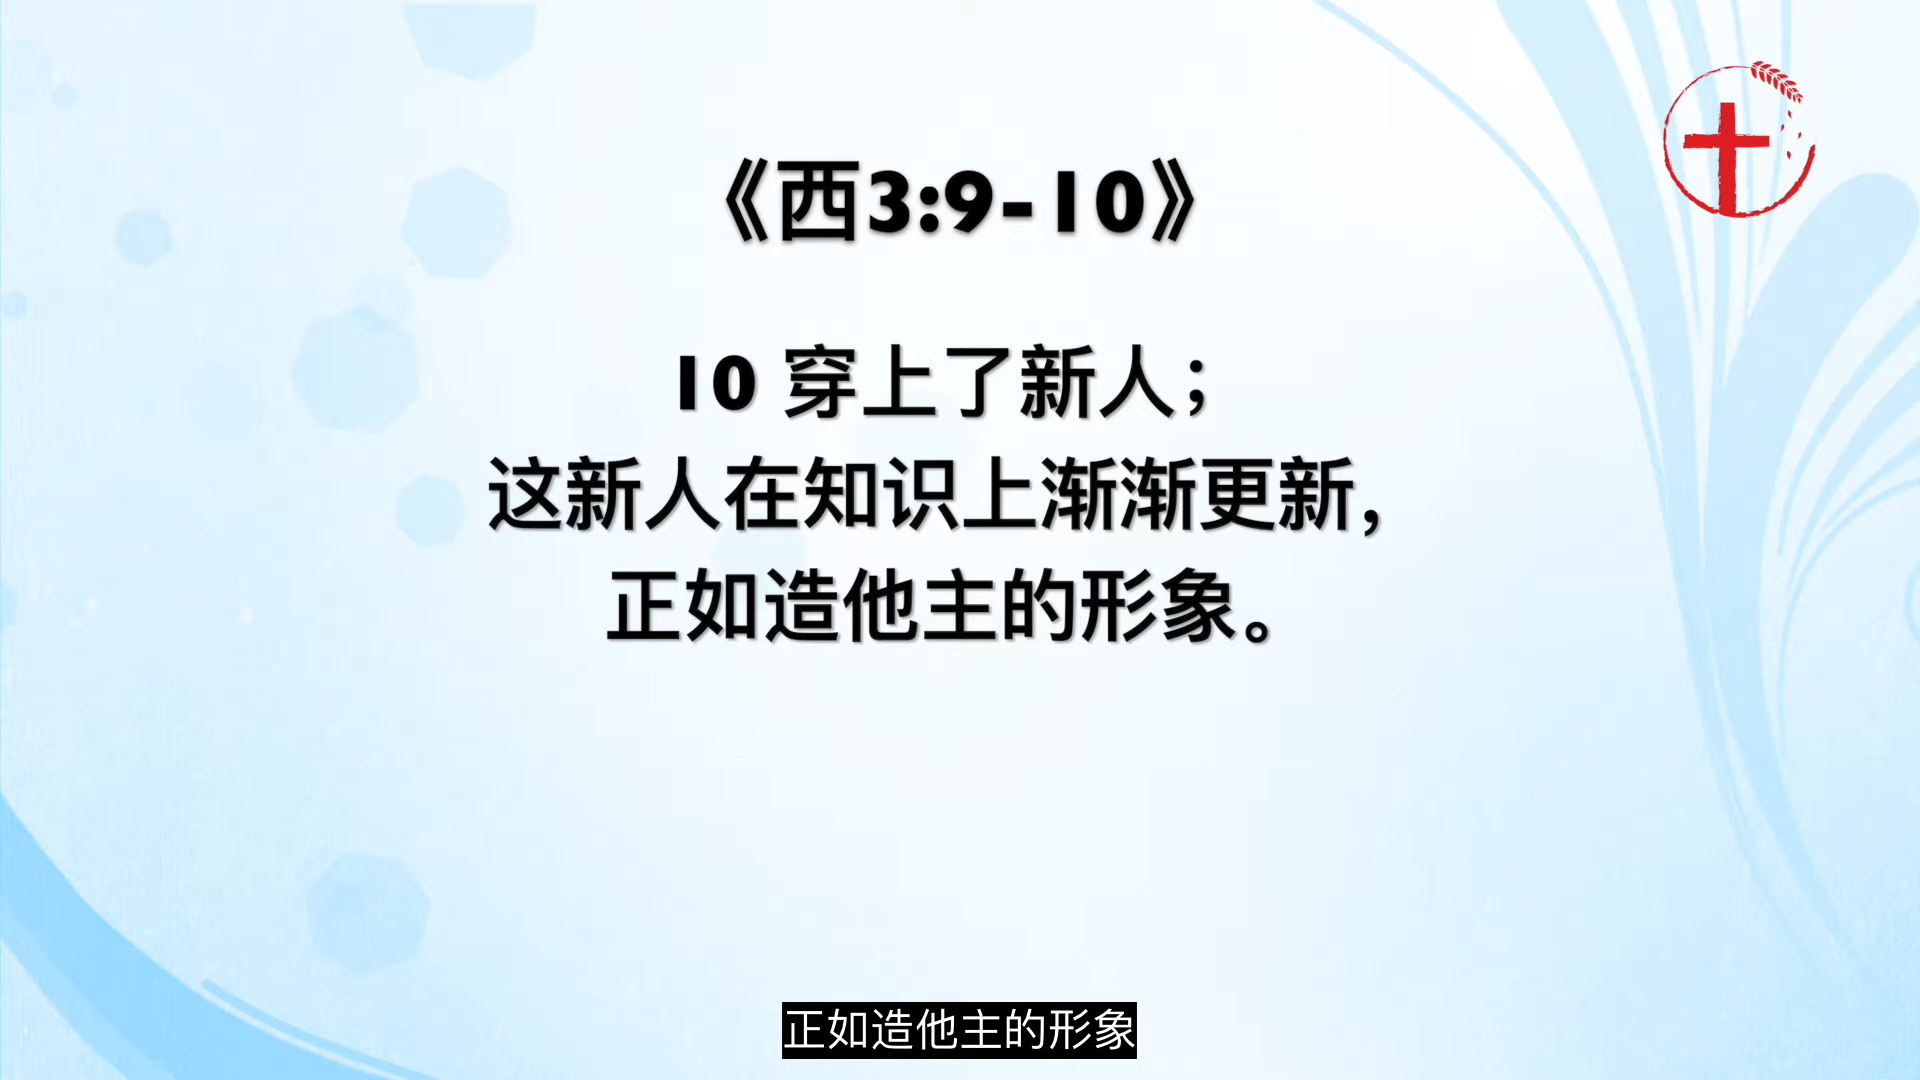 《西3:9-10》
10 穿上了新人；
这新人在知识上渐渐更新，
正如造他主的形象。
正如造他主的形象